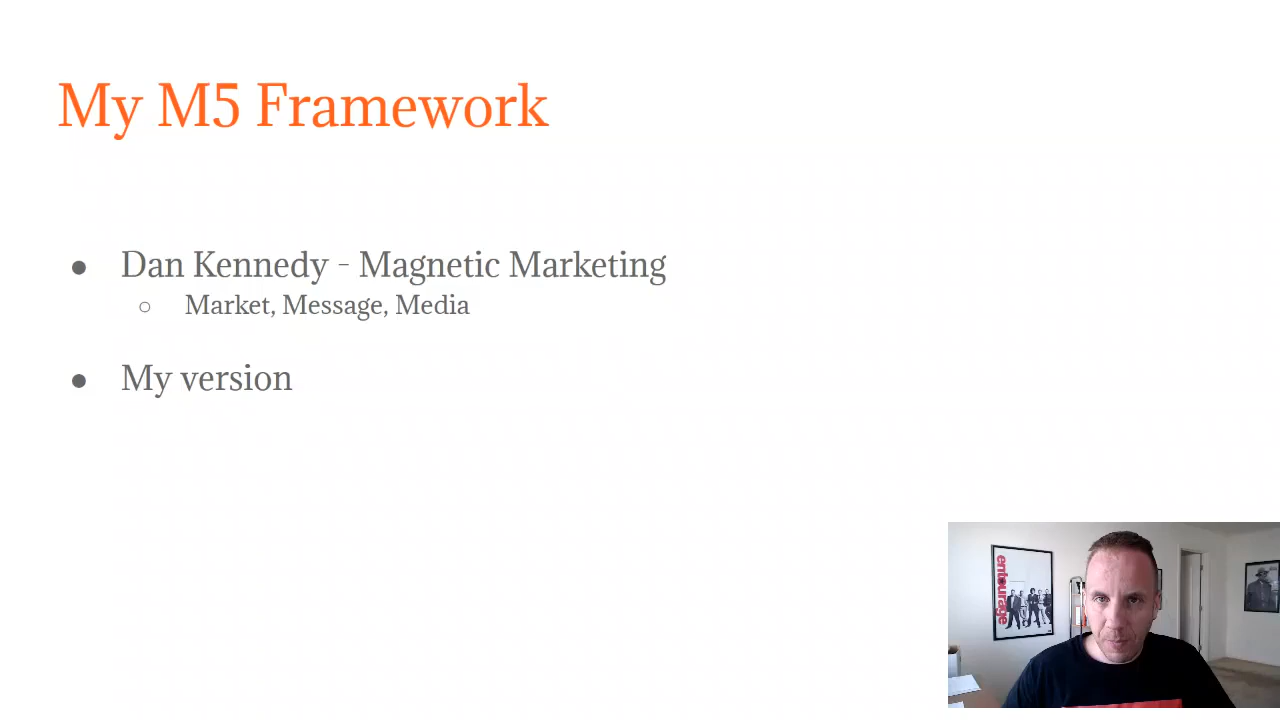 My M5 Framework
● Dan Kennedy - Magnetic Marketing
○ Market, Message, Media
● My version
entourage